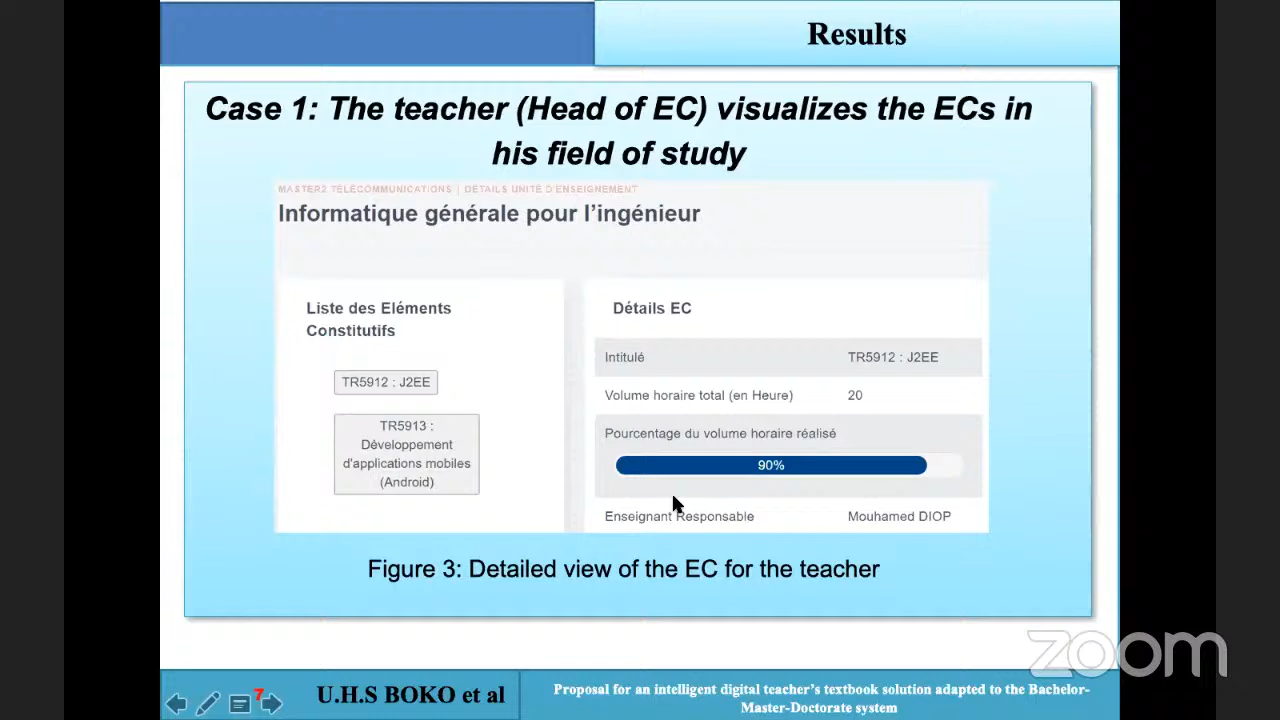 Results
Case 1: The teacher (Head of EC) visualizes the ECs in
his field of study
MASTER2 TÉLÉCOMMUNICATIONS | DÉTAILS UNITÉ D'ENSEIGNEMENT
Informatique générale pour l'ingénieur
Liste des Eléments
Constitutifs
TR5912 : J2EE
TR5913 :
Développement
d'applications mobiles
(Android)
Détails EC
Intitulé TR5912 : J2EE
Volume horaire total (en Heure) 20
Pourcentage du volume horaire réalisé
90%
Enseignant Responsable Mouhamed DIOP
Figure 3: Detailed view of the EC for the teacher
zoom
7
U.H.S BOKO et al
Proposal for an intelligent digital teacher's textbook solution adapted to the Bachelor-
Master-Doctorate system